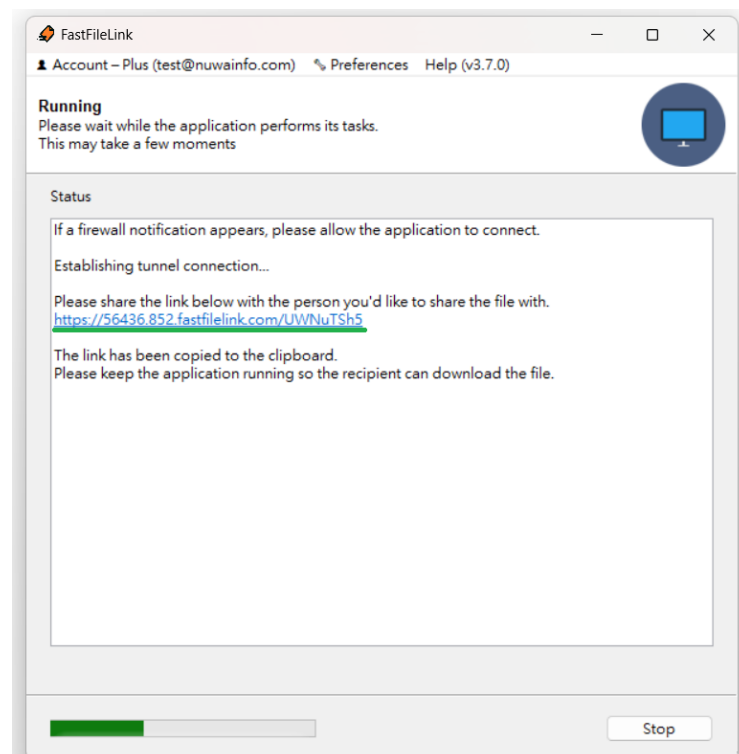 FastFileLink
Account – Plus (test@nuwainfo.com) Preferences Help (v3.7.0)
Running
Please wait while the application performs its tasks.
This may take a few moments
Status
If a firewall notification appears, please allow the application to connect.
Establishing tunnel connection...
Please share the link below with the person you'd like to share the file with.
https://56436.852.fastfilelink.com/UWNuTSh5
The link has been copied to the clipboard.
Please keep the application running so the recipient can download the file.
Stop